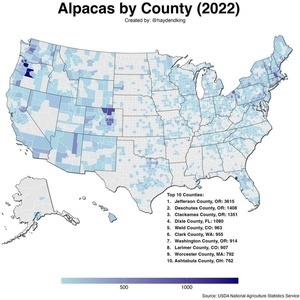 Alpacas by County (2022)
Created by: @haydendking
Top 10 Counties:
1. Jefferson County, OR: 3615
2. Deschutes County, OR: 1408
3. Clackamas County, OR: 1351
4. Dixie County, FL: 1080
5. Weld County, CO: 963
6. Clark County, WA: 955
7. Washington County, OR: 914
8. Larimer County, CO: 907
9. Worcester County, MA: 792
10. Ashtabula County, OH: 762
500
1000
Source: USDA National Agricultural Statistics Service